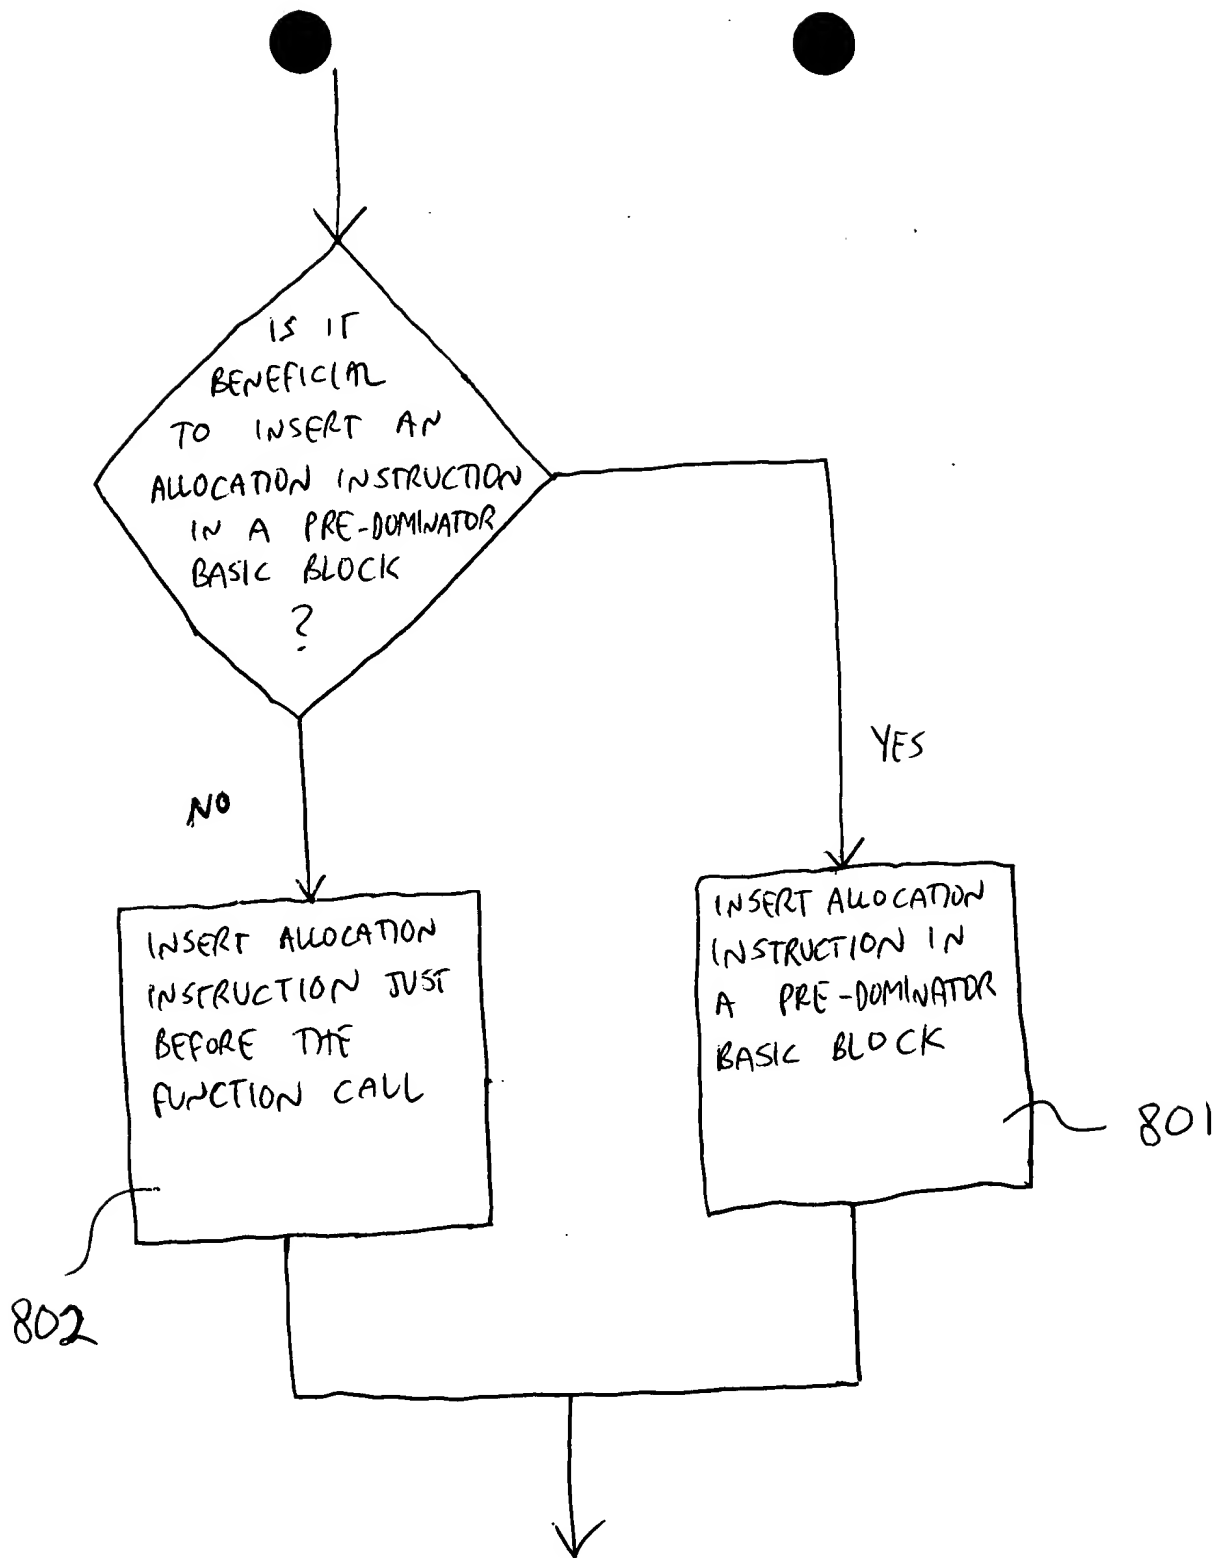 IS IT
BENEFICIAL
TO INSERT AN
ALLOCATION INSTRUCTION
IN A PRE-DOMINATOR
BASIC BLOCK
?
YES
NO
INSERT ALLOCATION
INSTRUCTION JUST
BEFORE THE
FUNCTION CALL
802
INSERT ALLOCATION
INSTRUCTION IN
A PRE-DOMINATOR
BASIC BLOCK
801